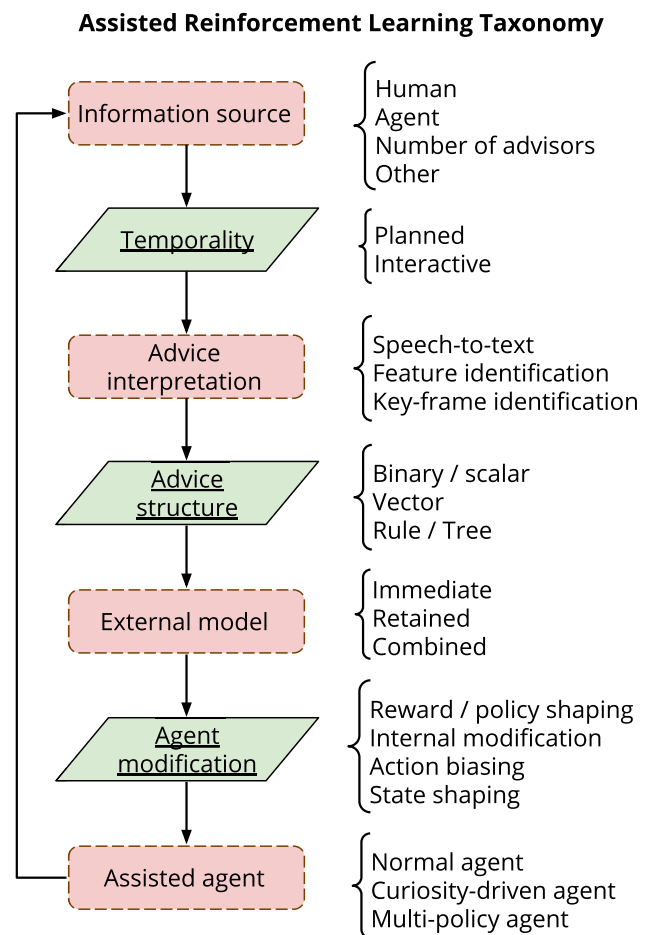 Assisted Reinforcement Learning Taxonomy
Information source
Human
Agent
Number of advisors
Other
Temporality
Planned
Interactive
Advice
interpretation
Speech-to-text
Feature identification
Key-frame identification
Advice
structure
Binary / scalar
Vector
Rule / Tree
External model
Immediate
Retained
Combined
Agent
modification
Reward / policy shaping
Internal modification
Action biasing
State shaping
Assisted agent
Normal agent
Curiosity-driven agent
Multi-policy agent